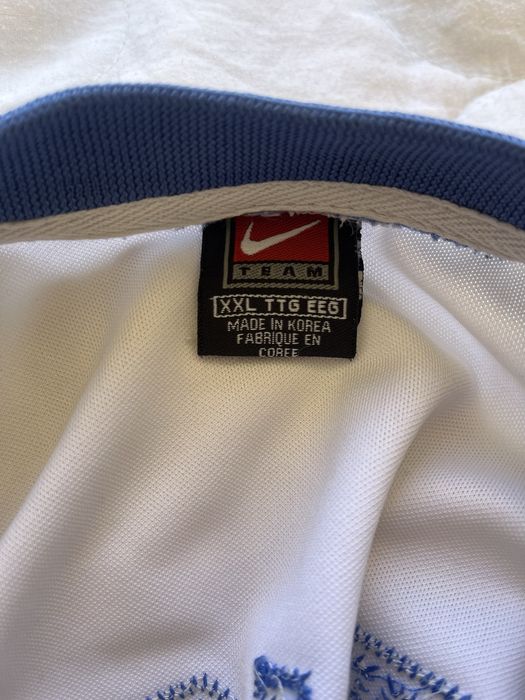 TEAM
XXL TTG EEG
MADE IN KOREA
FABRIQUE EN
COREE